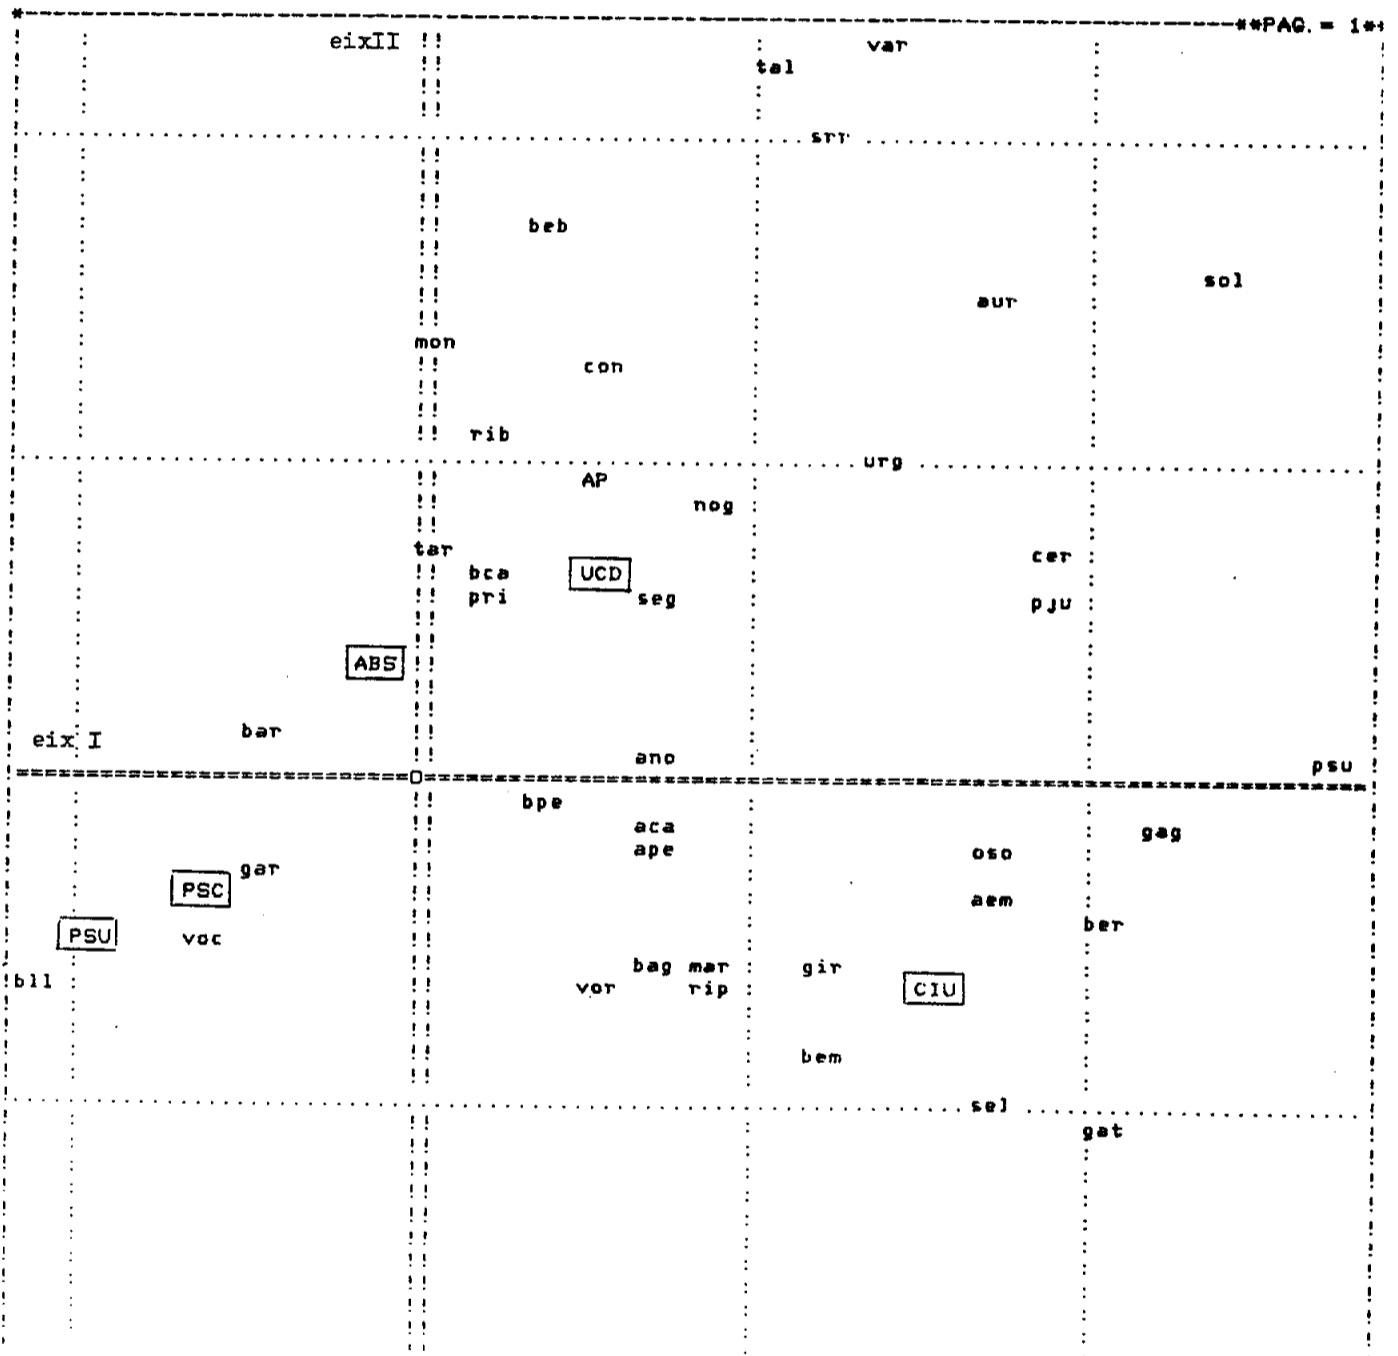 **PAG. = 1**
eixII var
tal
srr
beb
sol
aur
mon
con
rib
urg
AP
nog
tar
cer
bca UCD
pri seg pju
ABS
bar
eix I
ano
psu
bpe
aca gag
ape oso
gar
PSC
aem
ber
PSU voc
bag mar gir
bll vor rip CIU
bem
sel
gat